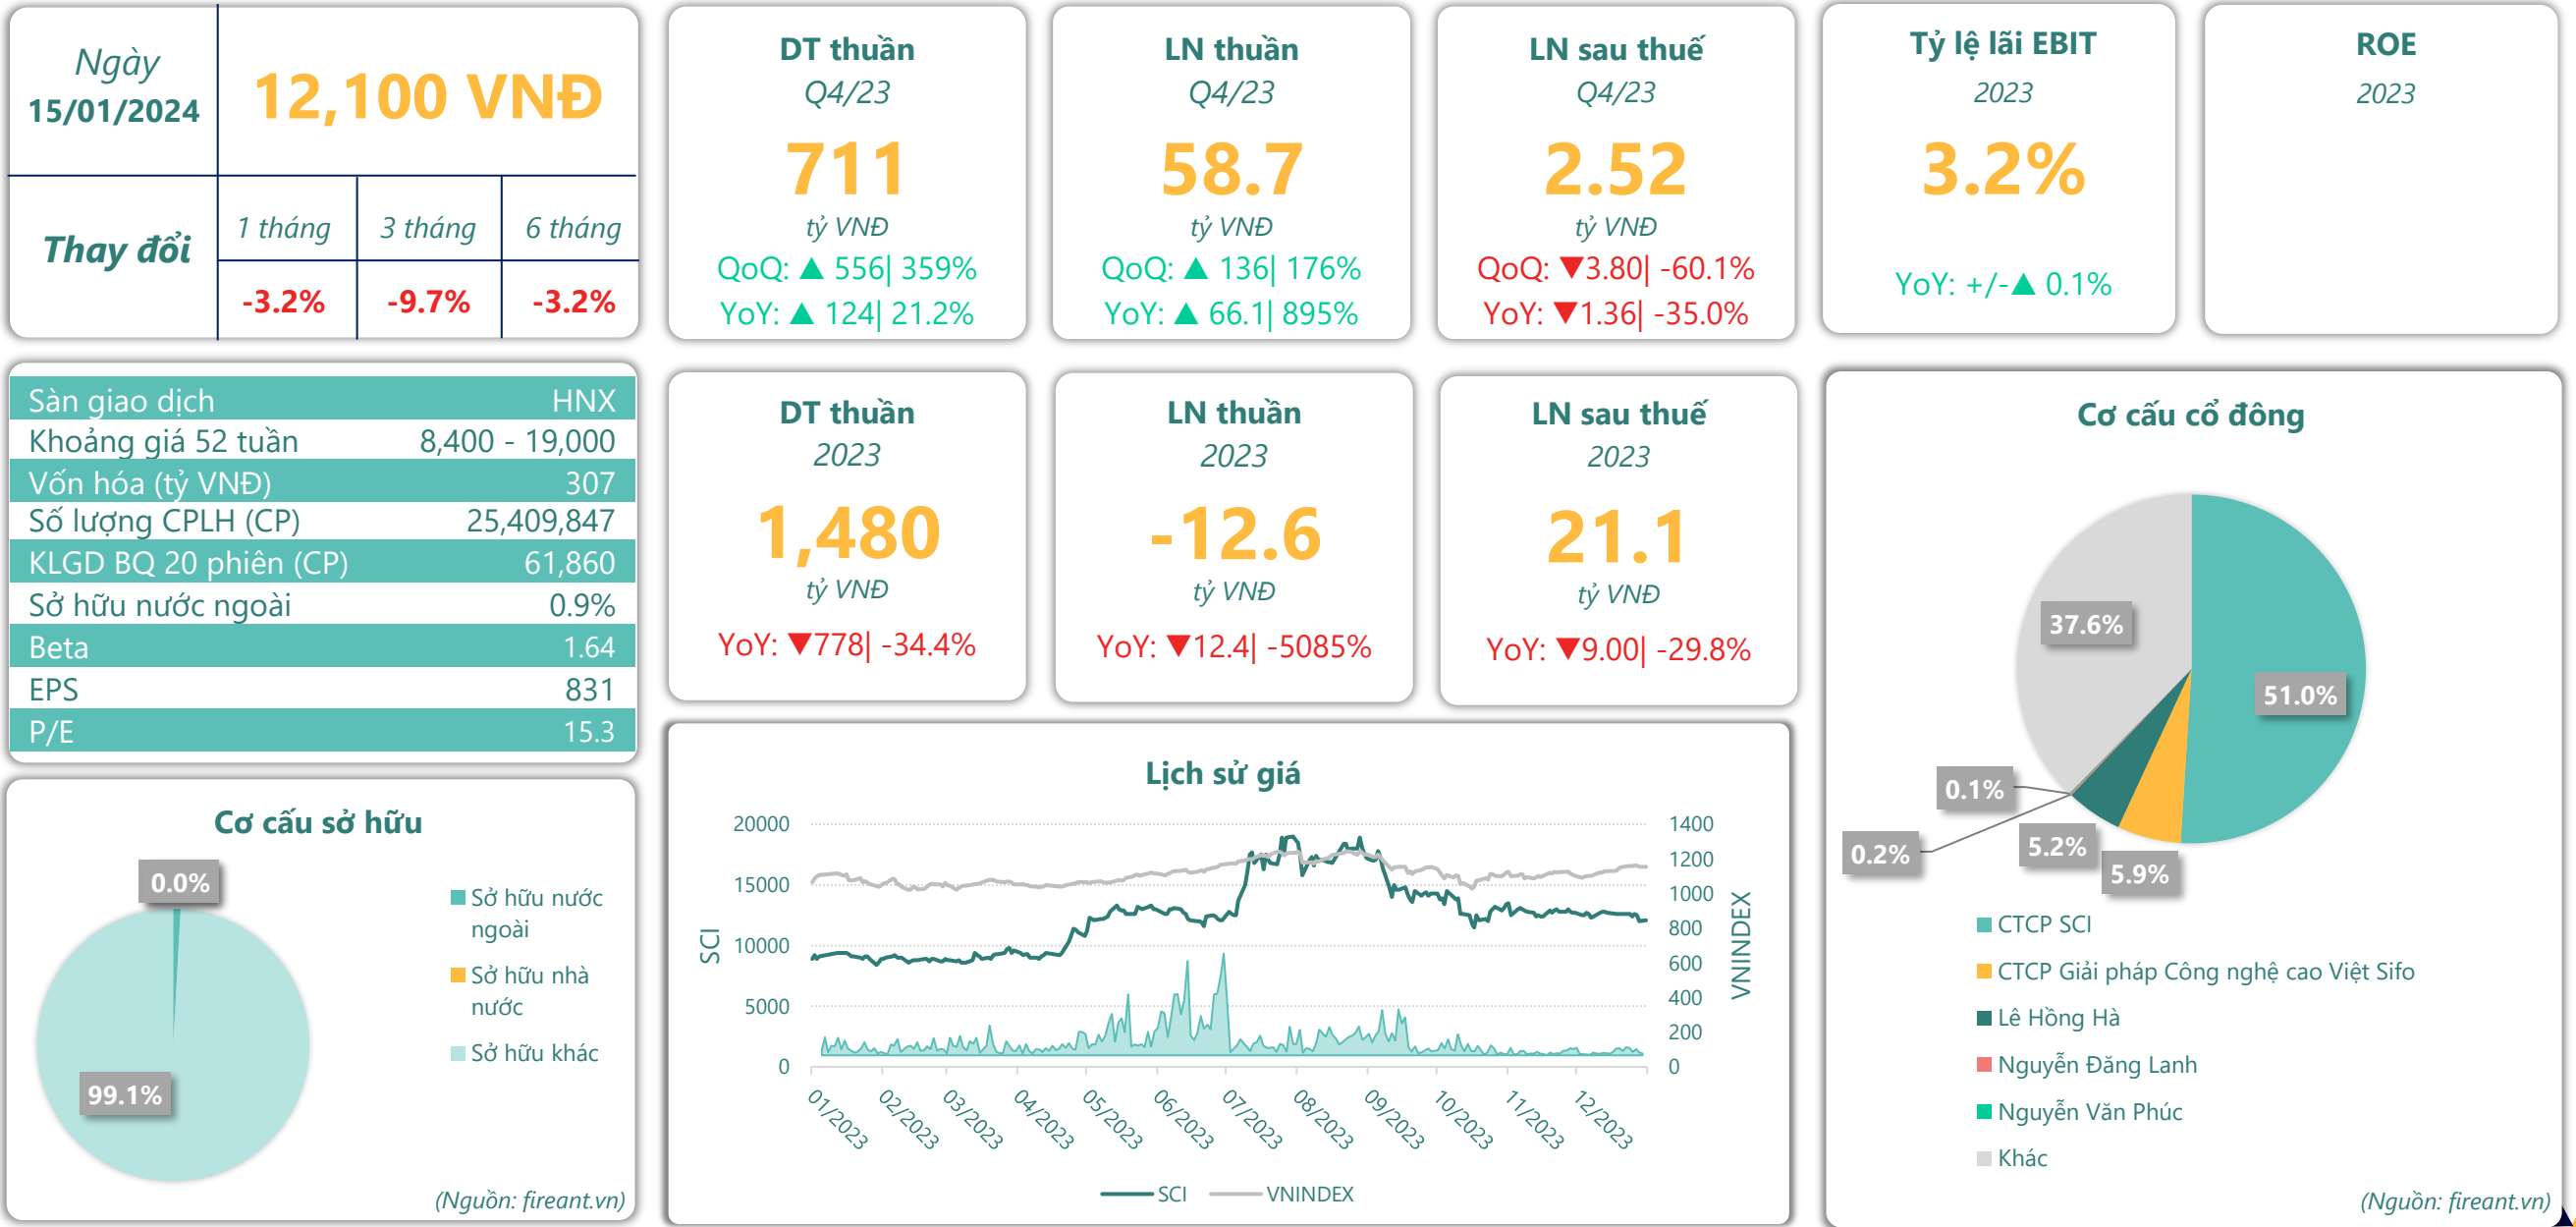 Ngày
15/01/2024
12,100 VNĐ
Thay đổi
1 tháng
3 tháng
6 tháng
-3.2%
-9.7%
-3.2%
DT thuần
Q4/23
711
tỷ VNĐ
QoQ: ▲ 556| 359%
YoY: ▲ 124| 21.2%
LN thuần
Q4/23
58.7
tỷ VNĐ
QoQ: ▲ 136| 176%
YoY: ▲ 66.1| 895%
LN sau thuế
Q4/23
2.52
tỷ VNĐ
QoQ: ▼3.80| -60.1%
YoY: ▼1.36| -35.0%
Tỷ lệ lãi EBIT
2023
3.2%
YoY: +/-▲ 0.1%
ROE
2023
Sàn giao dịch HNX
Khoảng giá 52 tuần 8,400 - 19,000
Vốn hóa (tỷ VNĐ) 307
Số lượng CPLH (CP) 25,409,847
KLGD BQ 20 phiên (CP) 61,860
Sở hữu nước ngoài 0.9%
Beta 1.64
EPS 831
P/E 15.3
DT thuần
2023
1,480
tỷ VNĐ
YoY: ▼778| -34.4%
LN thuần
2023
-12.6
tỷ VNĐ
YoY: ▼12.4| -5085%
LN sau thuế
2023
21.1
tỷ VNĐ
YoY: ▼9.00| -29.8%
Cơ cấu sở hữu
0.0%
99.1%
Sở hữu nước
ngoài
Sở hữu nhà
nước
Sở hữu khác
(Nguồn: fireant.vn)
Lịch sử giá
20000
15000
10000
5000
0
SCI
1400
1200
1000
800
600
400
200
0
VNINDEX
01/2023
02/2023
03/2023
04/2023
05/2023
06/2023
07/2023
08/2023
09/2023
10/2023
11/2023
12/2023
SCI
VNINDEX
Cơ cấu cổ đông
37.6%
51.0%
0.1%
0.2%
5.2%
5.9%
CTCP SCI
CTCP Giải pháp Công nghệ cao Việt Sifo
Lê Hồng Hà
Nguyễn Đăng Lanh
Nguyễn Văn Phúc
Khác
(Nguồn: fireant.vn)